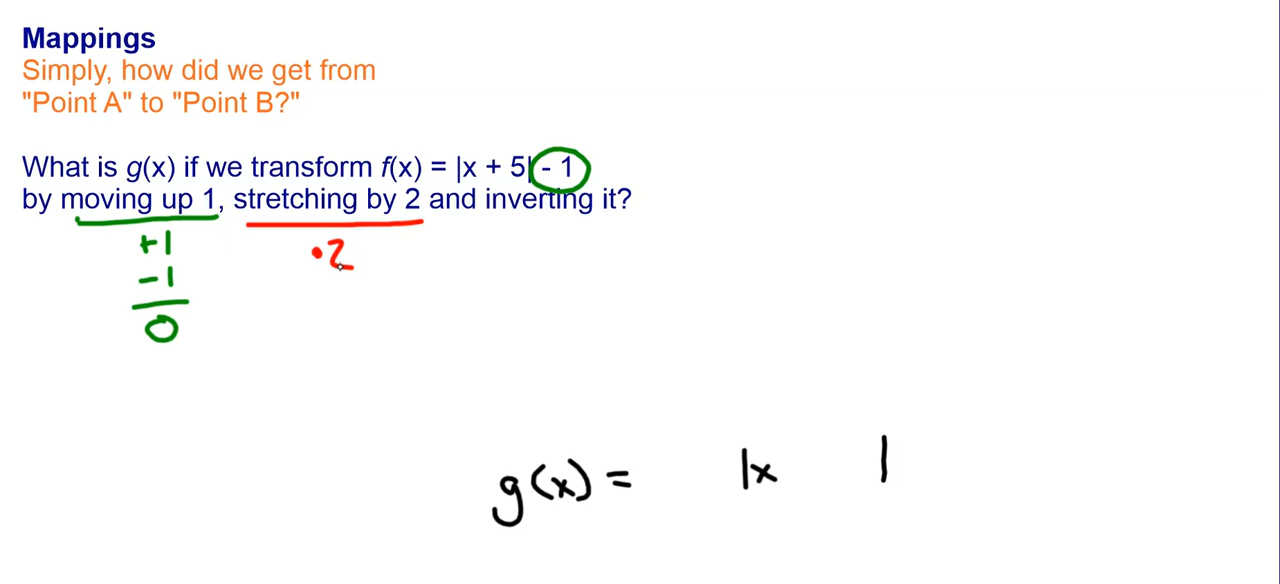 Mappings
Simply, how did we get from
"Point A" to "Point B?"
What is g(x) if we transform f(x) = |x + 5| - 1
by moving up 1, stretching by 2 and inverting it?
+1
-1
0
•2
g(x) = |x |